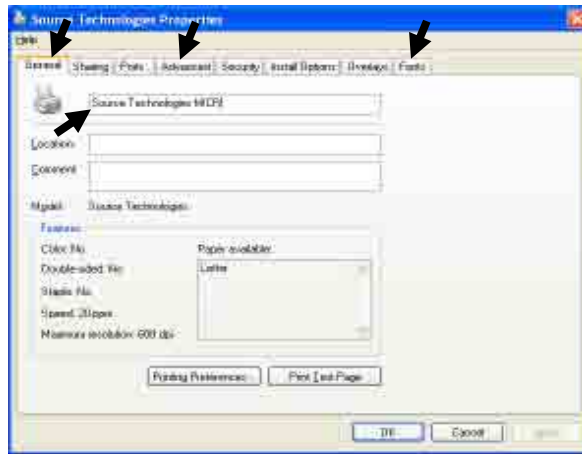 Source Technologies Properties
Help
General Sharing Ports Advanced Security Install Options Overlays Fonts
Source Technologies MICR
Location:
Comment:
Model: Source Technologies
Features
Color: No
Double-sided: No
Staple: No
Speed: 20 ppm
Maximum resolution: 600 dpi
Paper available:
Letter
Printing Preferences... Print Test Page
OK Cancel Apply